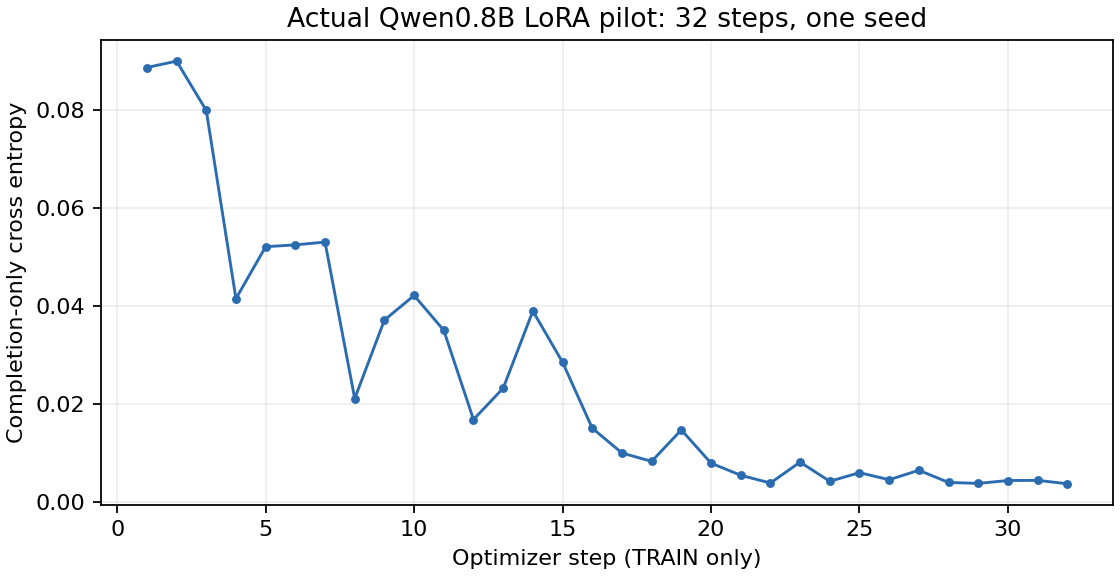 Actual Qwen0.8B LoRA pilot: 32 steps, one seed
Completion-only cross entropy
0.08
0.06
0.04
0.02
0.00
0 5 10 15 20 25 30
Optimizer step (TRAIN only)